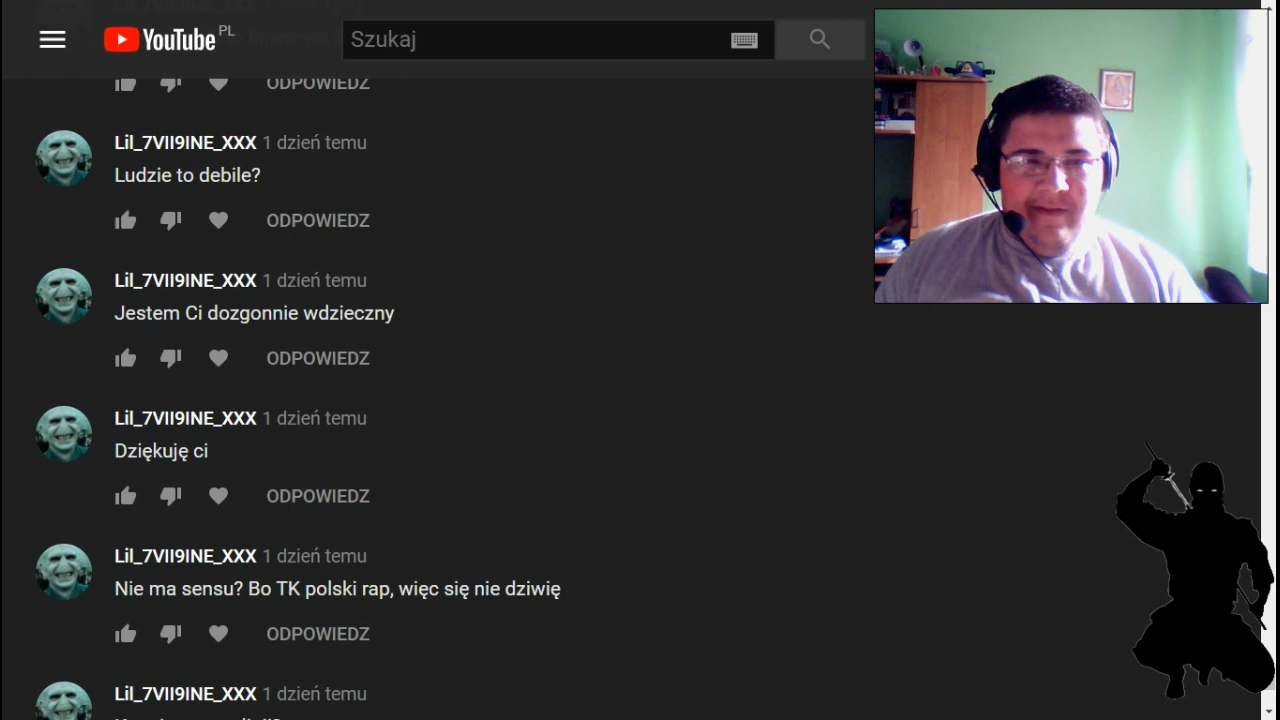 YouTube PL
Szukaj
ODPOWIEDZ
Lil_7VII9INE_XXX 1 dzień temu
Ludzie to debile?
ODPOWIEDZ
Lil_7VII9INE_XXX 1 dzień temu
Jestem Ci dozgonnie wdzieczny
ODPOWIEDZ
Lil_7VII9INE_XXX 1 dzień temu
Dziękuję ci
ODPOWIEDZ
Lil_7VII9INE_XXX 1 dzień temu
Nie ma sensu? Bo TK polski rap, więc się nie dziwię
ODPOWIEDZ
Lil_7VII9INE_XXX 1 dzień temu